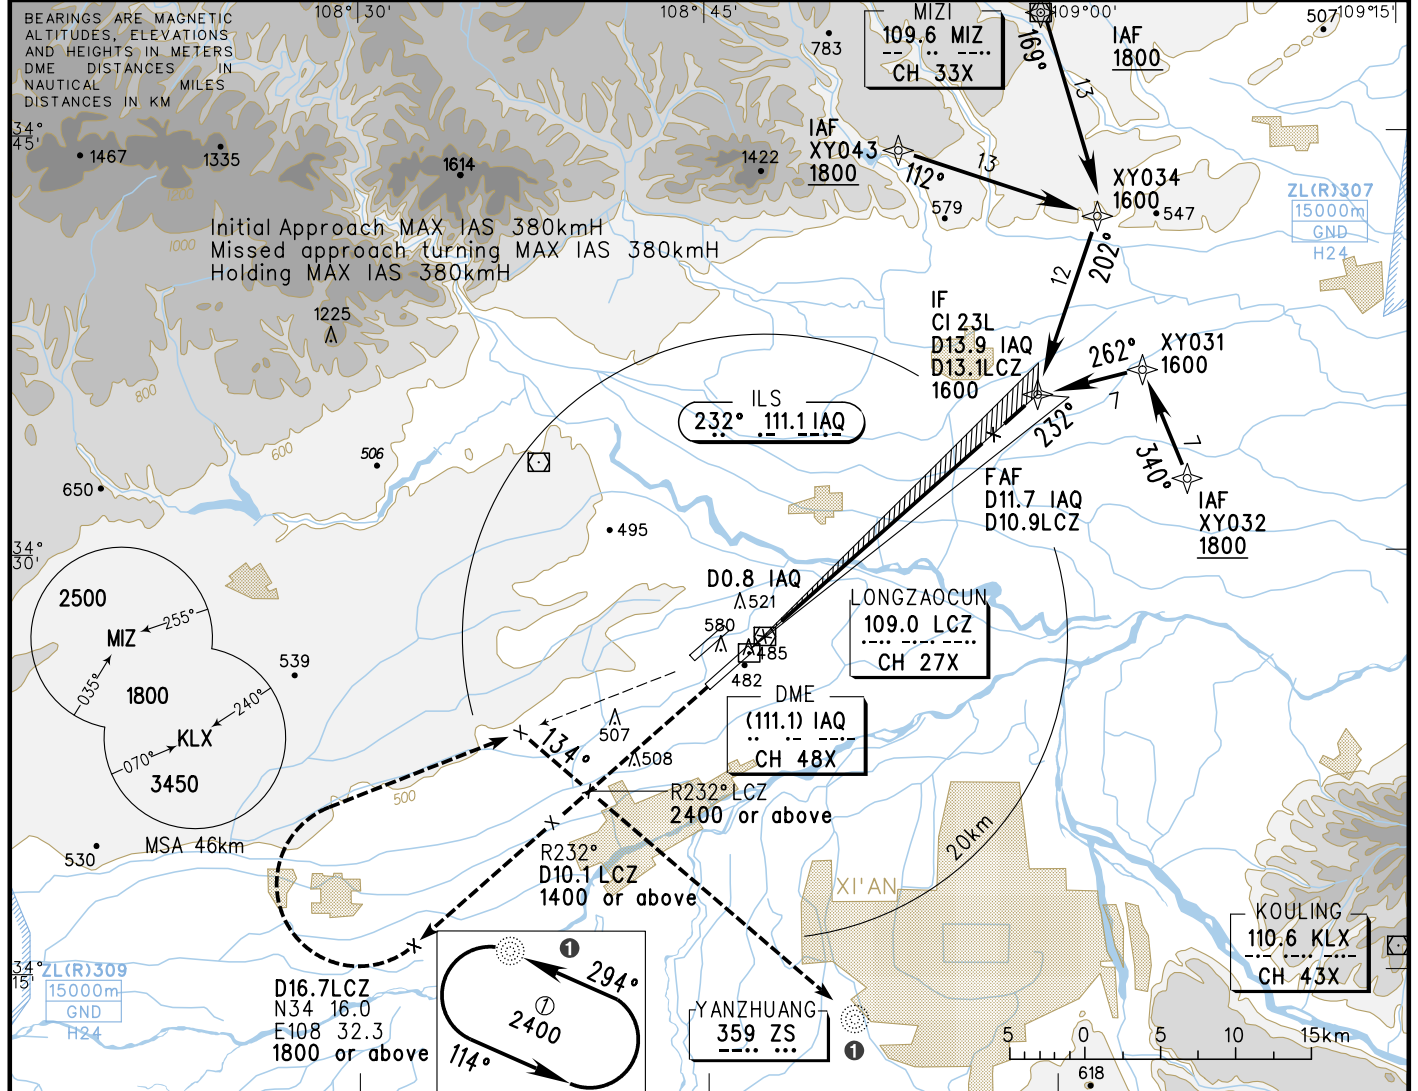 BEARINGS ARE MAGNETIC
ALTITUDES, ELEVATIONS
AND HEIGHTS IN METERS
DME DISTANCES IN
NAUTICAL MILES
DISTANCES IN KM
108°30'
108°45'
109°00'
109°15'
MIZI
109.6 MIZ
CH 33X
169°
13
IAF
1800
507
783
34°
45'
1467
1335
1614
1422
IAF
XY043
1800
112°
13
579
XY034
1600
547
ZL(R)307
15000m
GND
H24
1200
1000
Initial Approach MAX IAS 380kmH
Missed approach turning MAX IAS 380kmH
Holding MAX IAS 380kmH
202°
12
1225
IF
CI 23L
D13.9 IAQ
D13.1LCZ
1600
262°
7
XY031
1600
800
ILS
232° 111.1 IAQ
232°
600
506
650
340°
7
FAF
D11.7 IAQ
D10.9LCZ
IAF
XY032
1800
495
34°
30'
D0.8 IAQ
521
580
485
482
LONGZAOCUN
109.0 LCZ
CH 27X
2500
MIZ
255°
035°
1800
240°
KLX
070°
3450
MSA 46km
539
DME
(111.1) IAQ
CH 48X
134°
507
508
500
R232° LCZ
2400 or above
530
R232°
D10.1 LCZ
1400 or above
20km
XI'AN
KOULING
110.6 KLX
CH 43X
34°
15'
ZL(R)309
15000m
GND
H24
D16.7LCZ
N34 16.0
E108 32.3
1800 or above
1
294°
1
2400
114°
YANZHUANG
359 ZS
1
5 0 5 10 15km
618